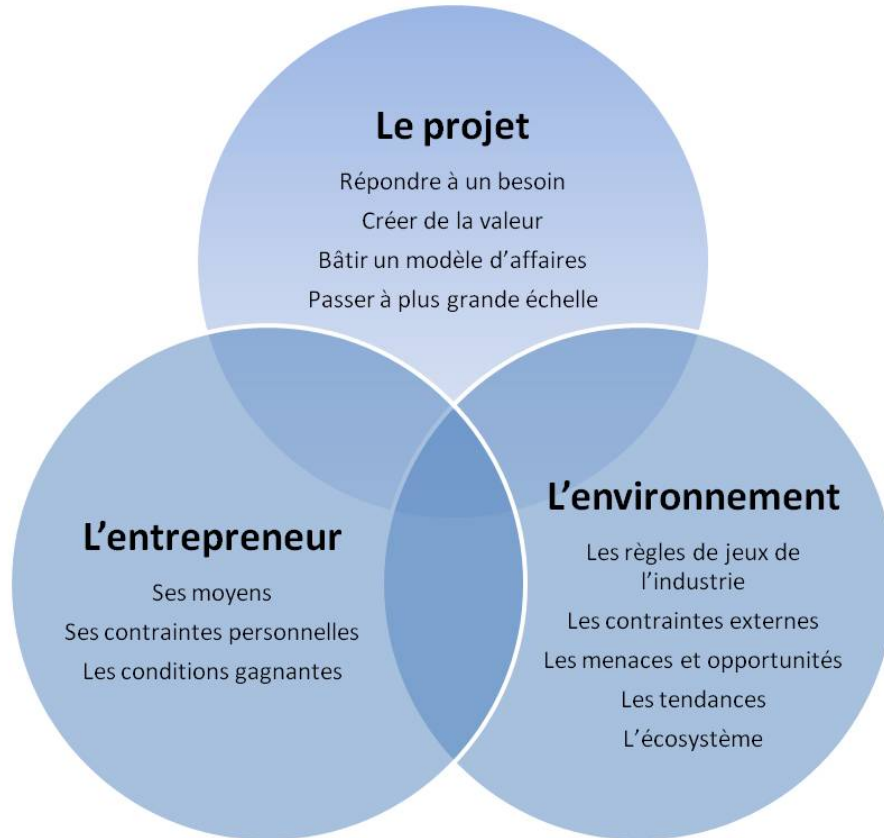 Le projet
Répondre à un besoin
Créer de la valeur
Bâtir un modèle d’affaires
Passer à plus grande échelle
L’entrepreneur
Ses moyens
Ses contraintes personnelles
Les conditions gagnantes
L’environnement
Les règles de jeux de
l’industrie
Les contraintes externes
Les menaces et opportunités
Les tendances
L’écosystème